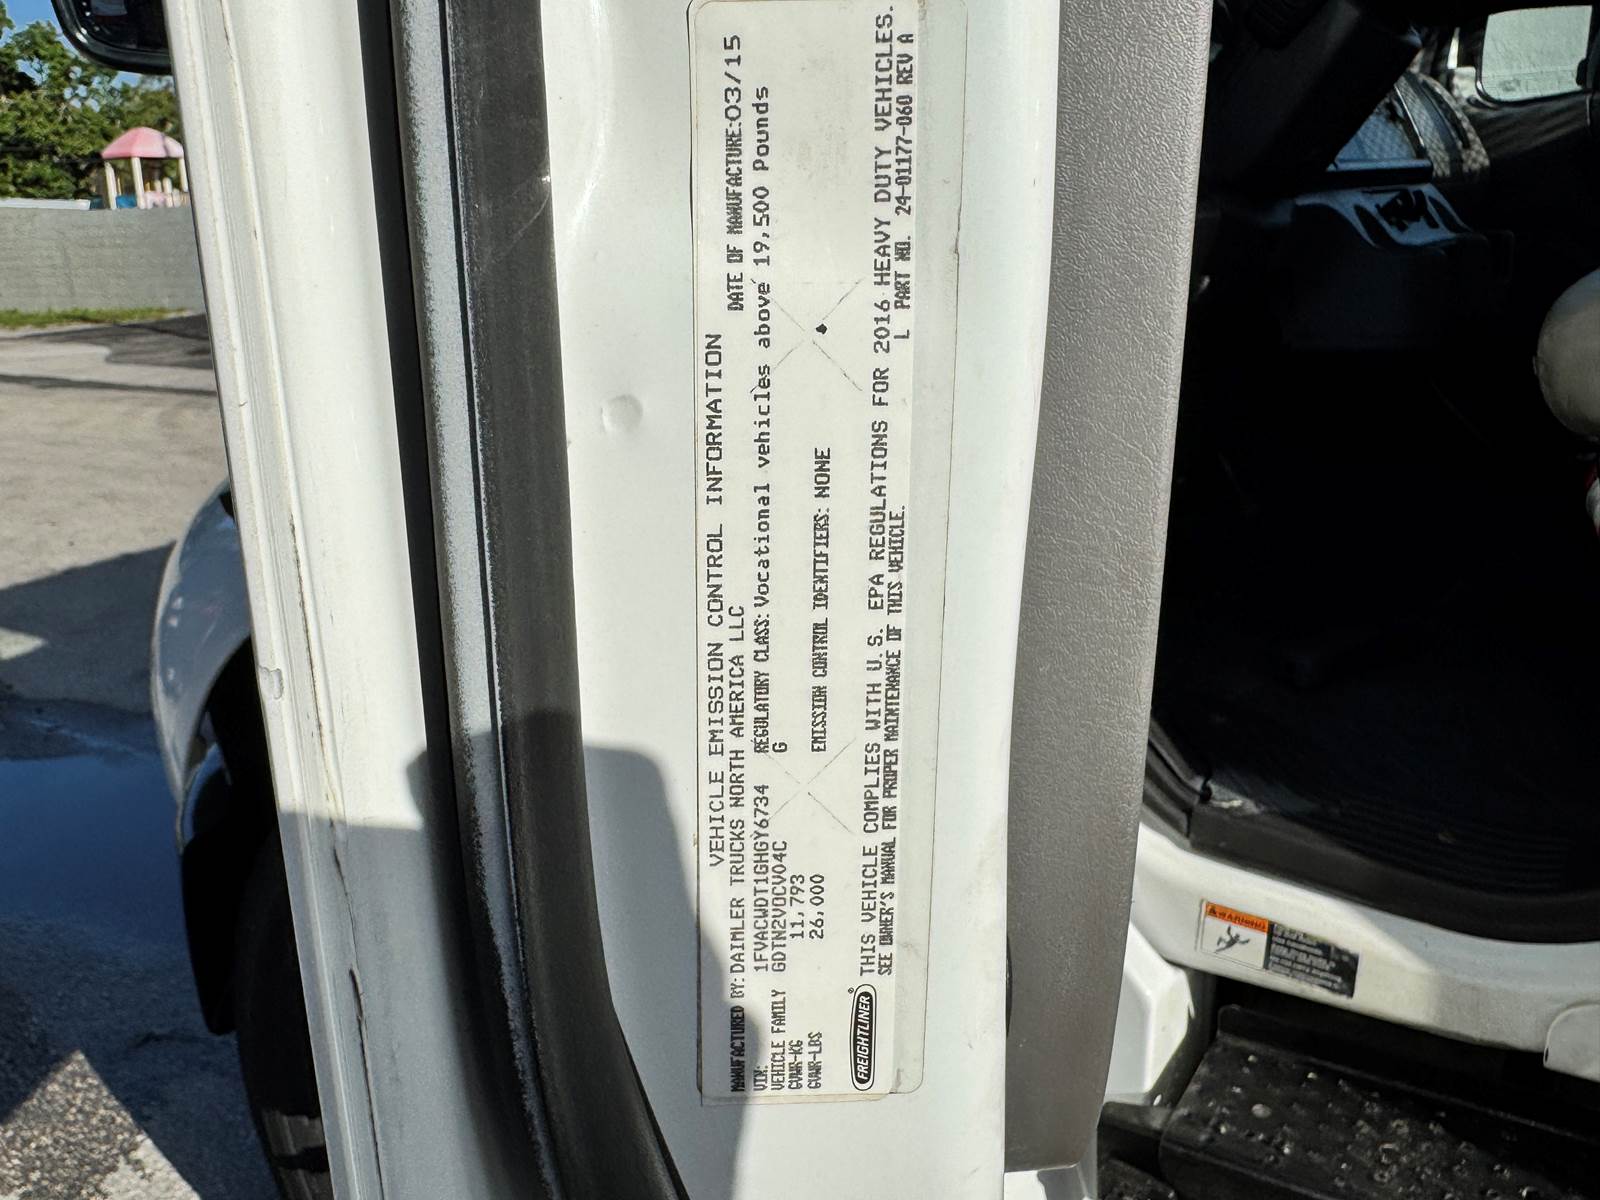 VEHICLE EMISSION CONTROL INFORMATION
MANUFACTURED BY: DAIMLER TRUCKS NORTH AMERICA LLC DATE OF MANUFACTURE: 03/15
VIN: 1FVACWDT1GHGY6734 REGULATORY CLASS: Vocational vehicles above 19,500 Pounds
VEHICLE FAMILY GDTN2VOCV04C G
GVWR-KG 11,793
GVWR-LBS 26,000 EMISSION CONTROL IDENTIFIERS: NONE
FREIGHTLINER®
THIS VEHICLE COMPLIES WITH U.S. EPA REGULATIONS FOR 2016 HEAVY DUTY VEHICLES.
SEE OWNER'S MANUAL FOR PROPER MAINTENANCE OF THIS VEHICLE. L PART NO. 24-01177-060 REV A
WARNING